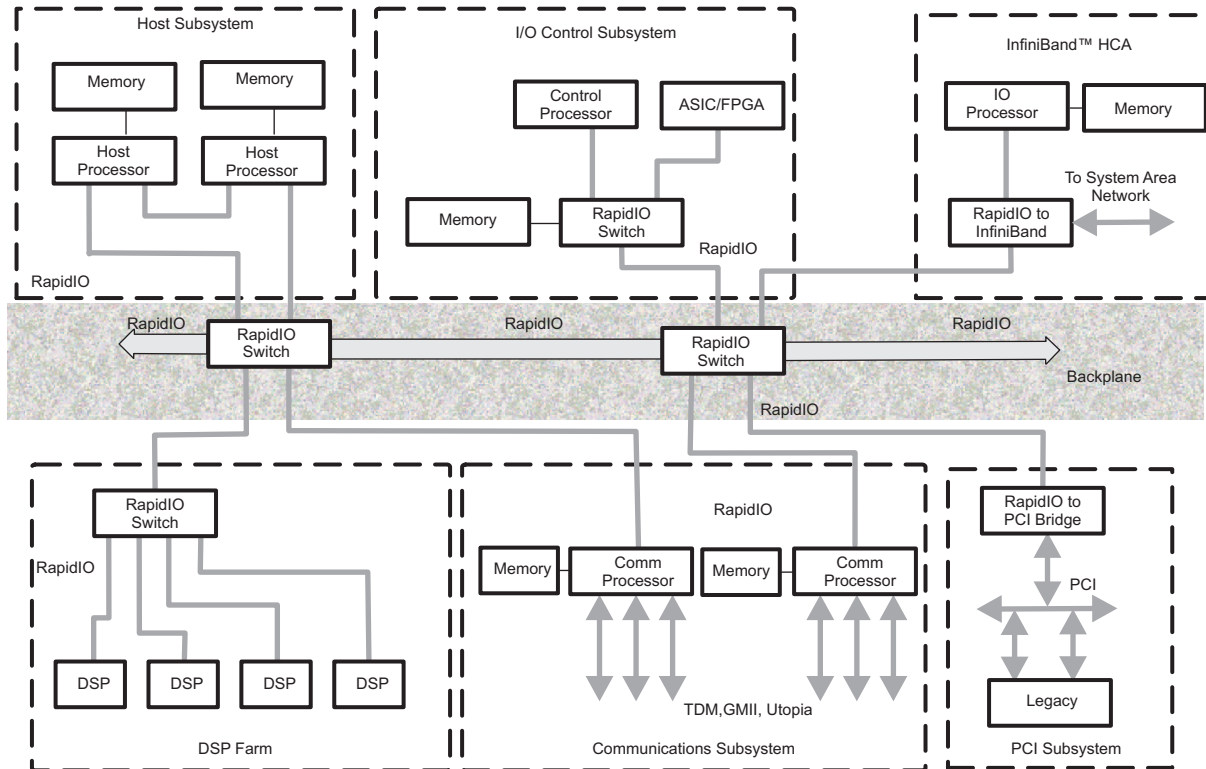 Host Subsystem
Memory
Memory
Host
Processor
Host
Processor
RapidIO
I/O Control Subsystem
Control
Processor
ASIC/FPGA
Memory
RapidIO
Switch
RapidIO
InfiniBand™ HCA
IO
Processor
Memory
To System Area
Network
RapidIO to
InfiniBand
RapidIO
RapidIO
Switch
RapidIO
RapidIO
Switch
RapidIO
Backplane
RapidIO
RapidIO
Switch
RapidIO
DSP
DSP
DSP
DSP
DSP Farm
RapidIO
Memory
Comm
Processor
Memory
Comm
Processor
TDM,GMII, Utopia
Communications Subsystem
RapidIO to
PCI Bridge
PCI
Legacy
PCI Subsystem